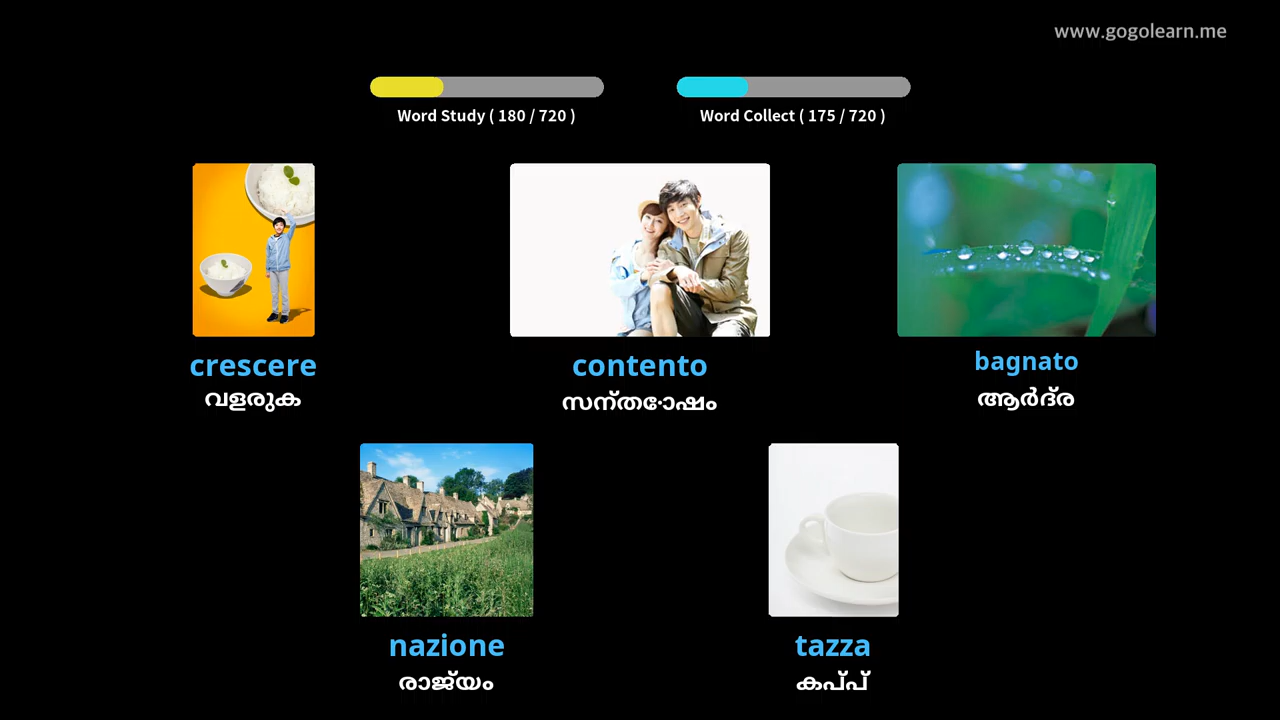 www.gogolearn.me
Word Study ( 180 / 720 )
Word Collect ( 175 / 720 )
crescere
വളരുക
contento
സന്തോഷം
bagnato
ആർദ്ര
nazione
രാജ്യം
tazza
കപ്പ്